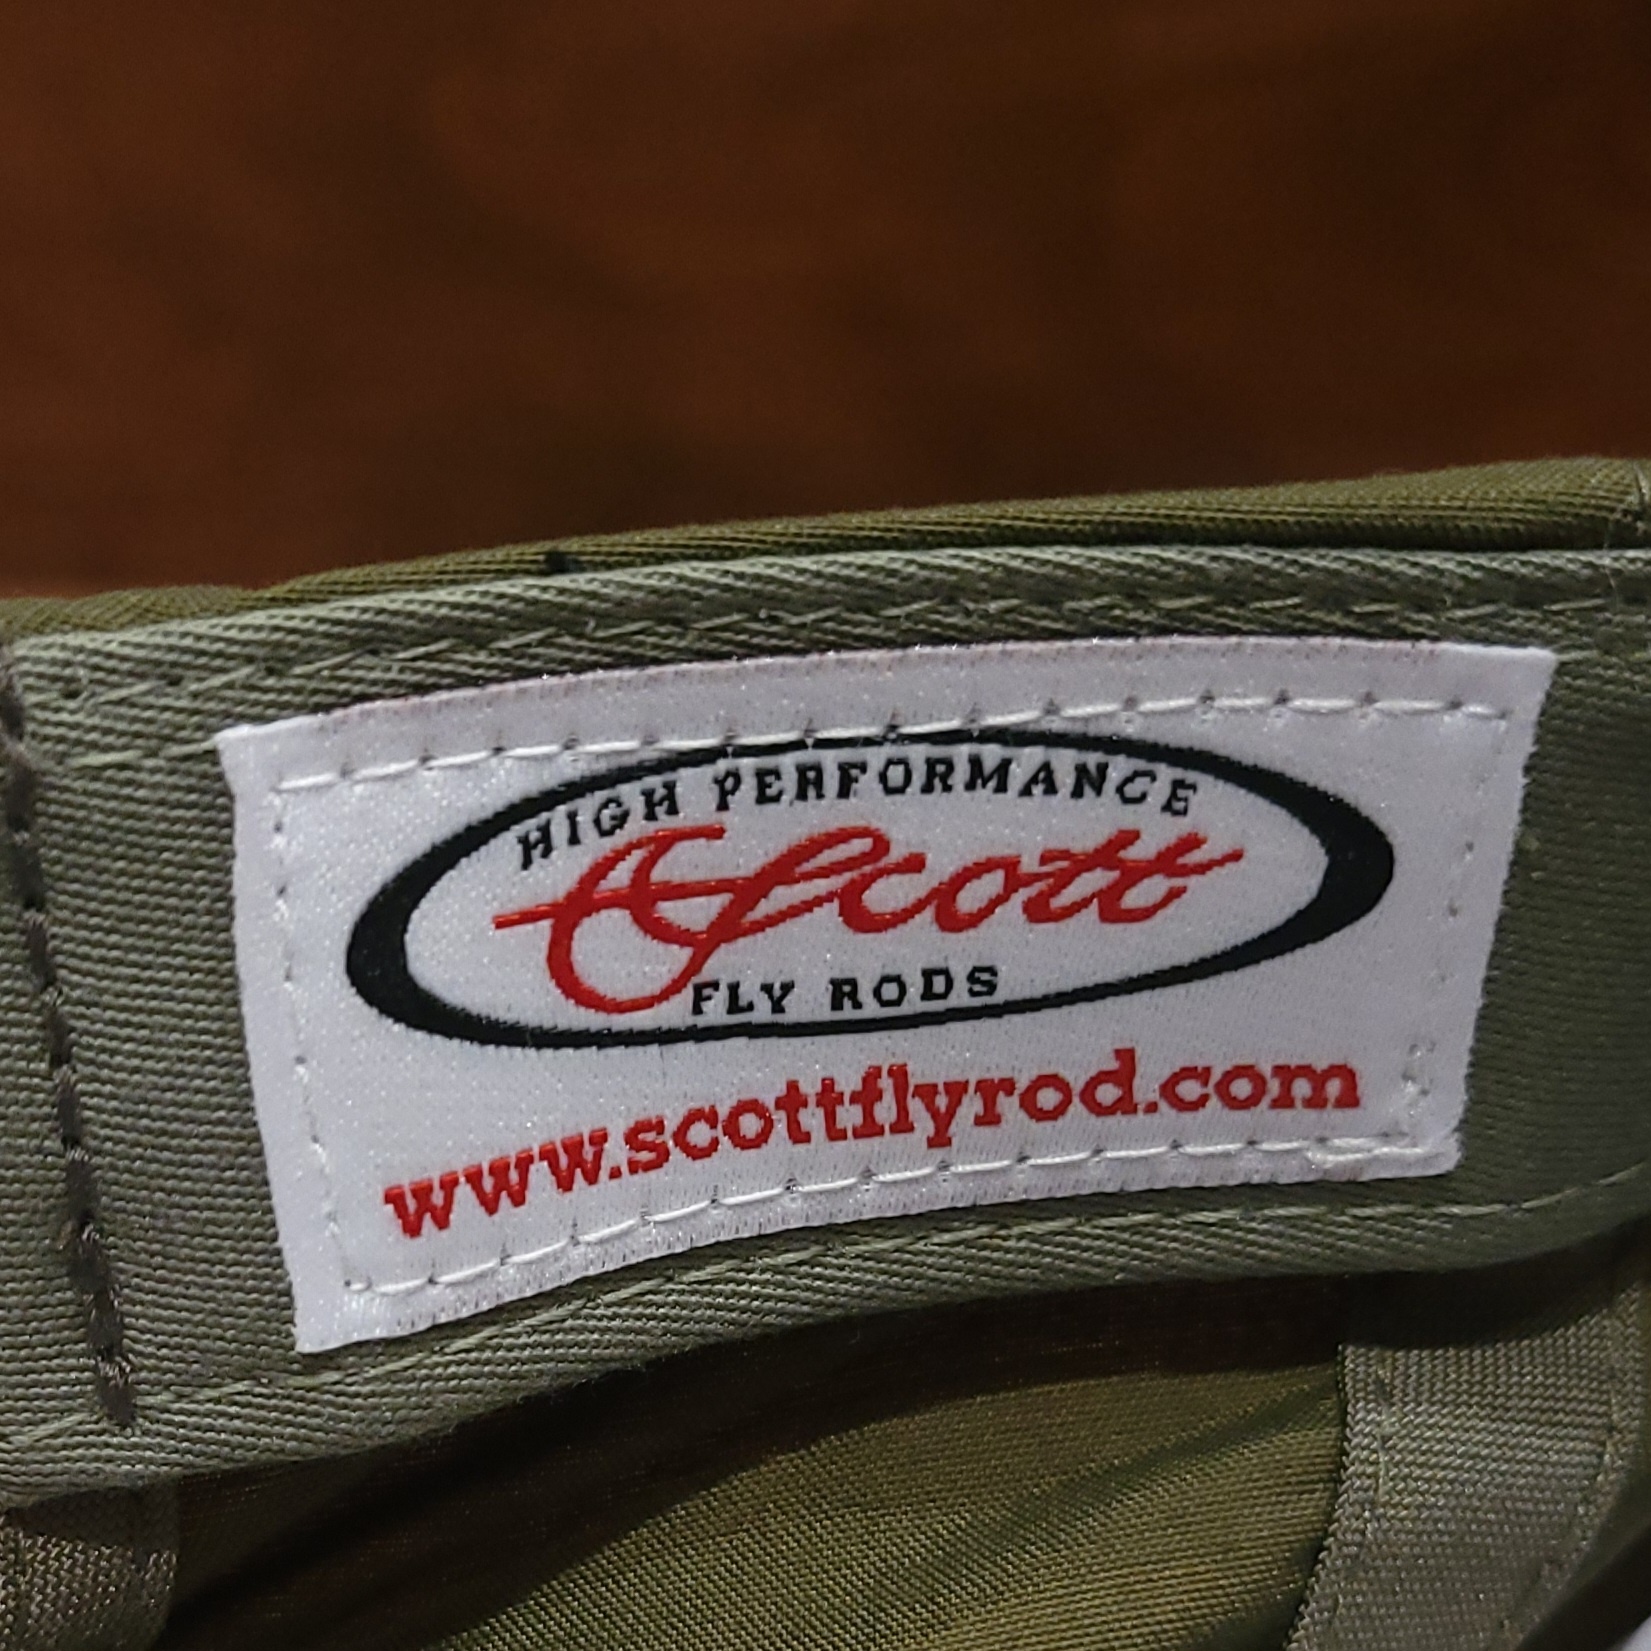 HIGH PERFORMANCE
Scott
FLY RODS
www.scottflyrod.com